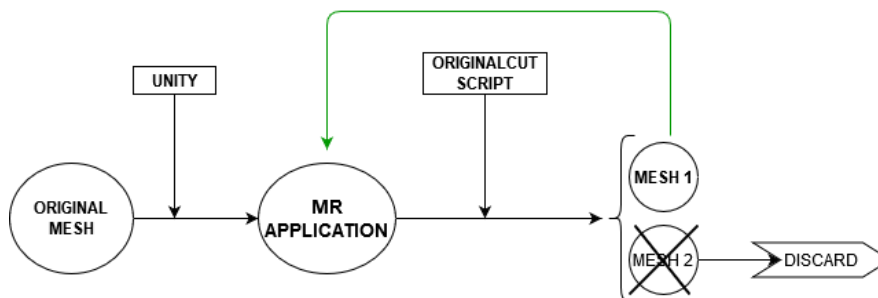 UNITY
ORIGINALCUT
SCRIPT
ORIGINAL
MESH
MR
APPLICATION
MESH 1
MESH 2
DISCARD